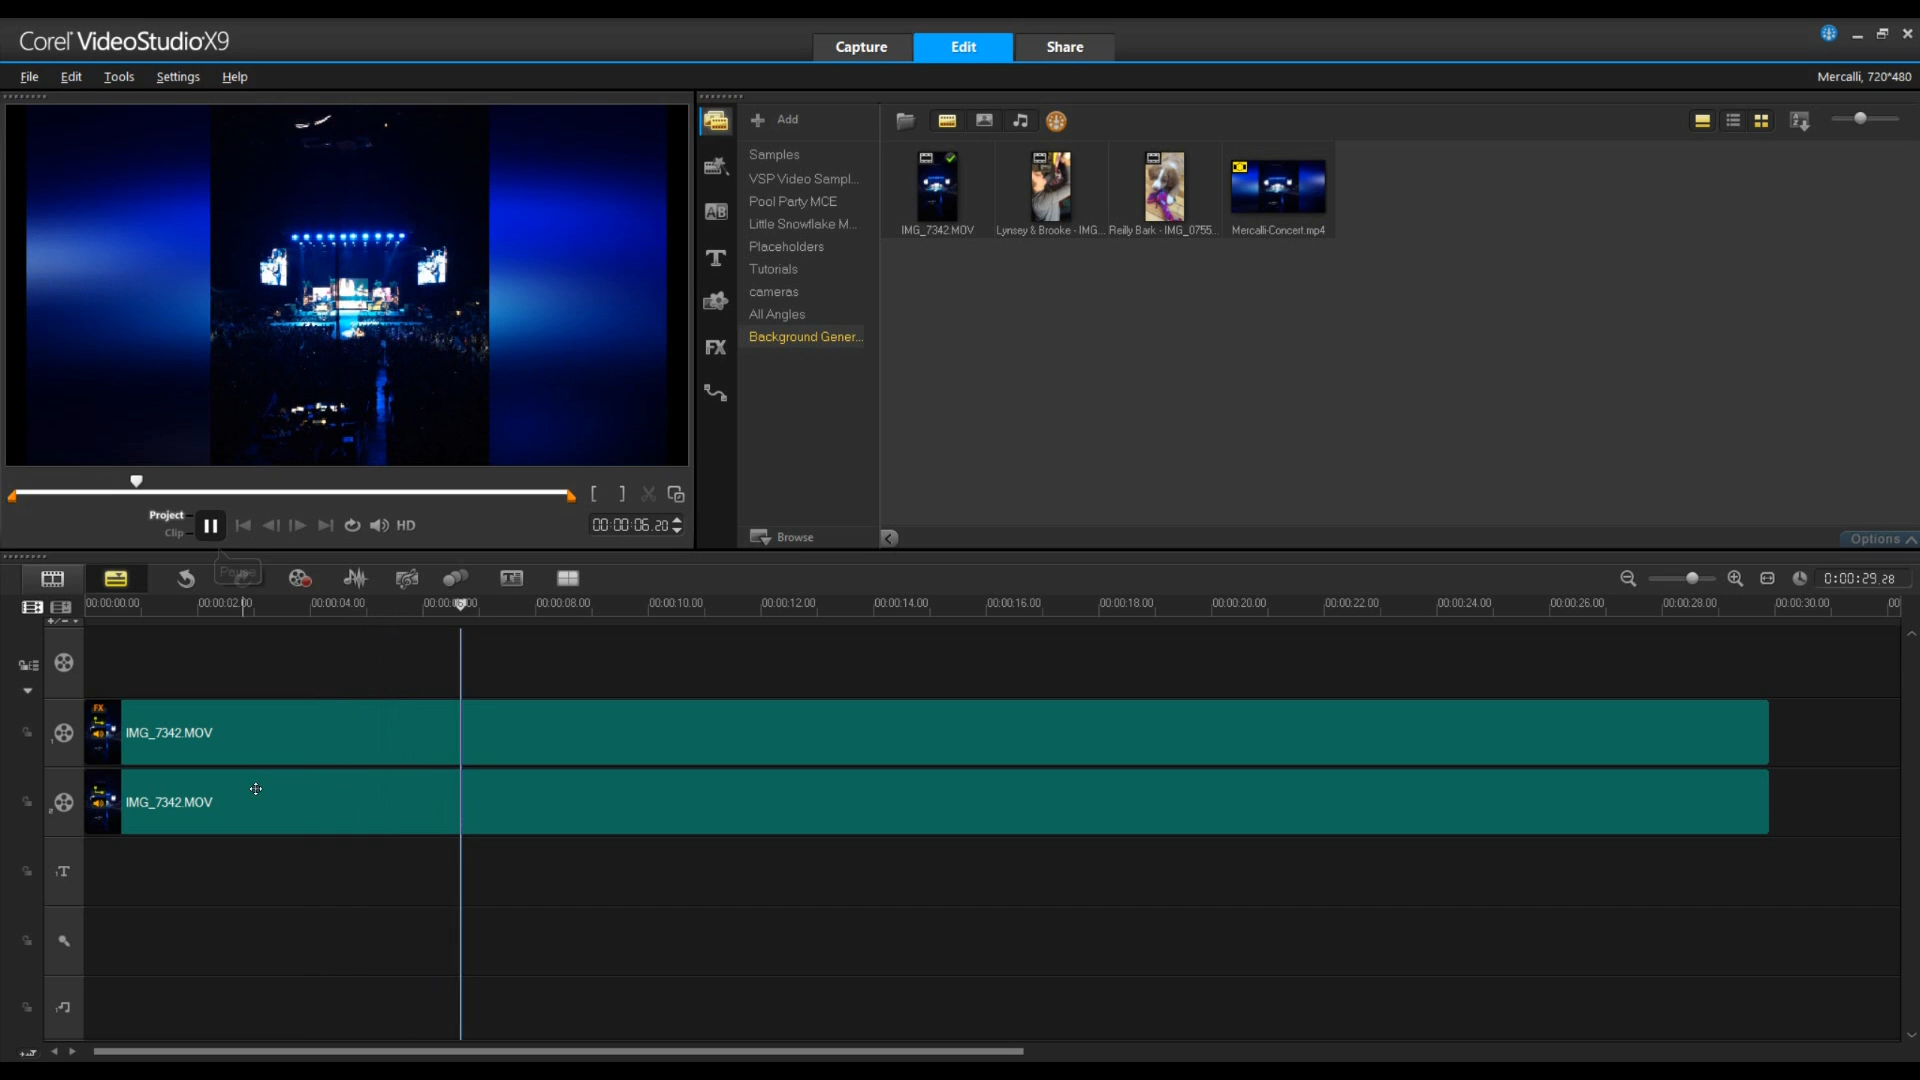 Corel VideoStudio X9
Capture
Edit
Share
File
Edit
Tools
Settings
Help
Mercalli, 720*480
Add
Samples
VSP Video Sampl...
Pool Party MCE
Little Snowflake M...
Placeholders
Tutorials
cameras
All Angles
Background Gener...
Browse
IMG_7342.MOV
Lynsey & Brooke - IMG...
Reilly Bark - IMG_0755...
Mercalli-Concert.mp4
AB
T
FX
Options
Project
Clip
HD
00:00:06.20
Pause
0:00:29.28
00:00:00.00
00:00:02.00
00:00:04.00
00:00:08.00
00:00:10.00
00:00:12.00
00:00:14.00
00:00:16.00
00:00:18.00
00:00:20.00
00:00:22.00
00:00:24.00
00:00:26.00
00:00:28.00
00:00:30.00
00
FX
IMG_7342.MOV
1
IMG_7342.MOV
2
1T